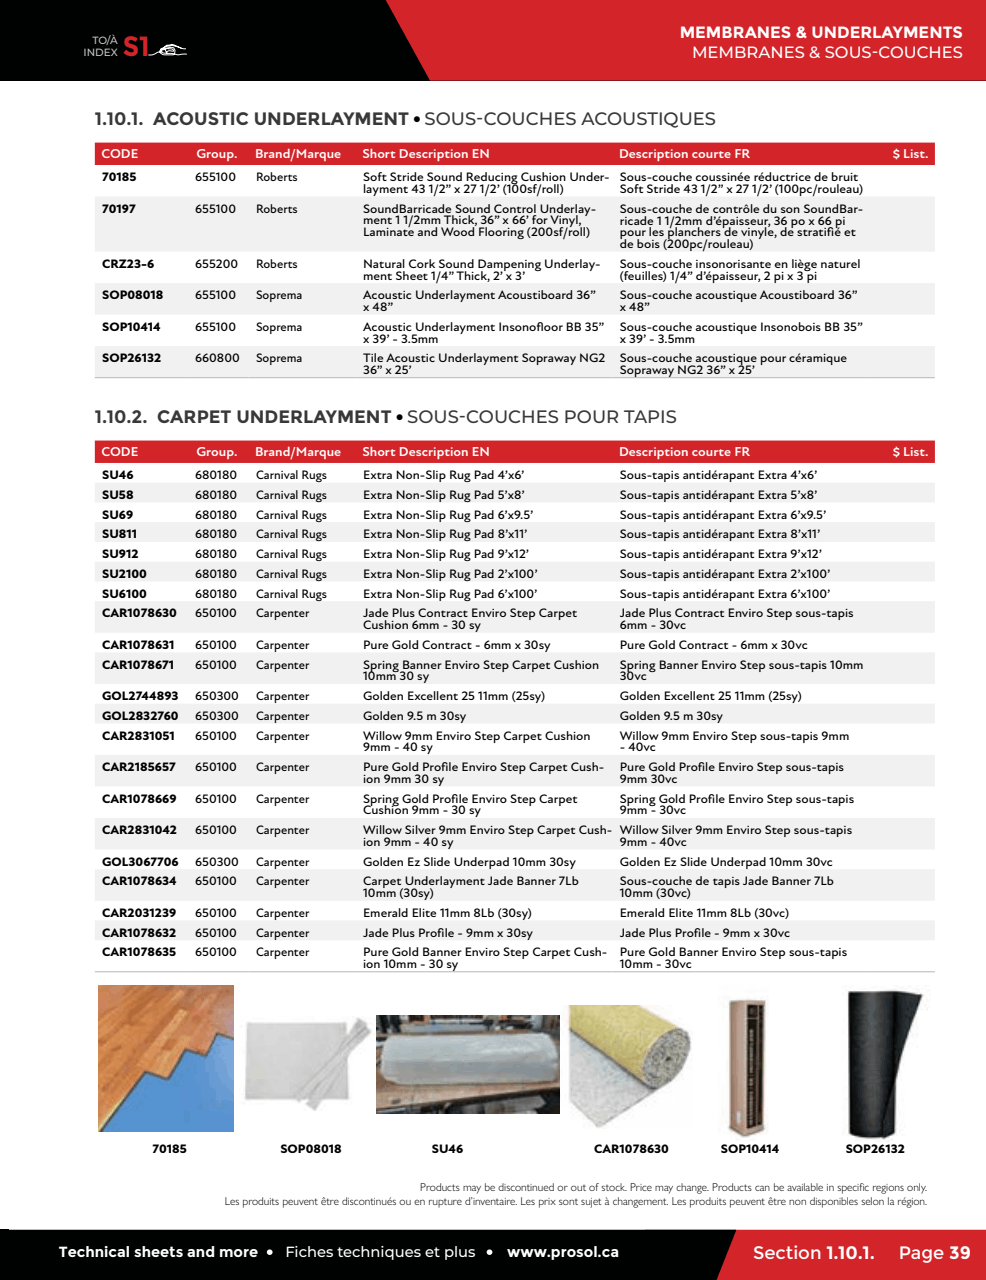 TO/À
INDEX S1
MEMBRANES & UNDERLAYMENTS
MEMBRANES & SOUS-COUCHES
1.10.1. ACOUSTIC UNDERLAYMENT • SOUS-COUCHES ACOUSTIQUES
CODE Group. Brand/Marque Short Description EN Description courte FR $ List.
70185 655100 Roberts Soft Stride Sound Reducing Cushion Under- Sous-couche coussinée réductrice de bruit
layment 43 1/2” x 27 1/2’ (100sf/roll) Soft Stride 43 1/2” x 27 1/2’ (100pc/rouleau)
70197 655100 Roberts SoundBarricade Sound Control Underlay- Sous-couche de contrôle du son SoundBar-
ment 1 1/2mm Thick, 36” x 66’ for Vinyl, ricade 1 1/2mm d’épaisseur, 36 po x 66 pi
Laminate and Wood Flooring (200sf/roll) pour les planchers de vinyle, de stratifié et
de bois (200pc/rouleau)
CRZ23-6 655200 Roberts Natural Cork Sound Dampening Underlay- Sous-couche insonorisante en liège naturel
ment Sheet 1/4” Thick, 2’ x 3’ (feuilles) 1/4” d’épaisseur, 2 pi x 3 pi
SOP08018 655100 Soprema Acoustic Underlayment Acoustiboard 36” Sous-couche acoustique Acoustiboard 36”
x 48” x 48”
SOP10414 655100 Soprema Acoustic Underlayment Insonofloor BB 35” Sous-couche acoustique Insonobois BB 35”
x 39’ - 3.5mm x 39’ - 3.5mm
SOP26132 660800 Soprema Tile Acoustic Underlayment Sopraway NG2 Sous-couche acoustique pour céramique
36” x 25’ Sopraway NG2 36” x 25’
1.10.2. CARPET UNDERLAYMENT • SOUS-COUCHES POUR TAPIS
CODE Group. Brand/Marque Short Description EN Description courte FR $ List.
SU46 680180 Carnival Rugs Extra Non-Slip Rug Pad 4’x6’ Sous-tapis antidérapant Extra 4’x6’
SU58 680180 Carnival Rugs Extra Non-Slip Rug Pad 5’x8’ Sous-tapis antidérapant Extra 5’x8’
SU69 680180 Carnival Rugs Extra Non-Slip Rug Pad 6’x9.5’ Sous-tapis antidérapant Extra 6’x9.5’
SU811 680180 Carnival Rugs Extra Non-Slip Rug Pad 8’x11’ Sous-tapis antidérapant Extra 8’x11’
SU912 680180 Carnival Rugs Extra Non-Slip Rug Pad 9’x12’ Sous-tapis antidérapant Extra 9’x12’
SU2100 680180 Carnival Rugs Extra Non-Slip Rug Pad 2’x100’ Sous-tapis antidérapant Extra 2’x100’
SU6100 680180 Carnival Rugs Extra Non-Slip Rug Pad 6’x100’ Sous-tapis antidérapant Extra 6’x100’
CAR1078630 650100 Carpenter Jade Plus Contract Enviro Step Carpet Jade Plus Contract Enviro Step sous-tapis
Cushion 6mm - 30 sy 6mm - 30vc
CAR1078631 650100 Carpenter Pure Gold Contract - 6mm x 30sy Pure Gold Contract - 6mm x 30vc
CAR1078671 650100 Carpenter Spring Banner Enviro Step Carpet Cushion Spring Banner Enviro Step sous-tapis 10mm
10mm 30 sy 30vc
GOL2744893 650300 Carpenter Golden Excellent 25 11mm (25sy) Golden Excellent 25 11mm (25sy)
GOL2832760 650300 Carpenter Golden 9.5 m 30sy Golden 9.5 m 30sy
CAR2831051 650100 Carpenter Willow 9mm Enviro Step Carpet Cushion Willow 9mm Enviro Step sous-tapis 9mm
9mm - 40 sy - 40vc
CAR2185657 650100 Carpenter Pure Gold Profile Enviro Step Carpet Cush- Pure Gold Profile Enviro Step sous-tapis
ion 9mm 30 sy 9mm 30vc
CAR1078669 650100 Carpenter Spring Gold Profile Enviro Step Carpet Spring Gold Profile Enviro Step sous-tapis
Cushion 9mm - 30 sy 9mm - 30vc
CAR2831042 650100 Carpenter Willow Silver 9mm Enviro Step Carpet Cush- Willow Silver 9mm Enviro Step sous-tapis
ion 9mm - 40 sy 9mm - 40vc
GOL3067706 650300 Carpenter Golden Ez Slide Underpad 10mm 30sy Golden Ez Slide Underpad 10mm 30vc
CAR1078634 650100 Carpenter Carpet Underlayment Jade Banner 7Lb Sous-couche de tapis Jade Banner 7Lb
10mm (30sy) 10mm (30vc)
CAR2031239 650100 Carpenter Emerald Elite 11mm 8Lb (30sy) Emerald Elite 11mm 8Lb (30vc)
CAR1078632 650100 Carpenter Jade Plus Profile - 9mm x 30sy Jade Plus Profile - 9mm x 30vc
CAR1078635 650100 Carpenter Pure Gold Banner Enviro Step Carpet Cush- Pure Gold Banner Enviro Step sous-tapis
ion 10mm - 30 sy 10mm - 30vc
70185 SOP08018 SU46 CAR1078630 SOP10414 SOP26132
Products may be discontinued or out of stock. Price may change. Products can be available in specific regions only.
Les produits peuvent être discontinués ou en rupture d’inventaire. Les prix sont sujet à changement. Les produits peuvent être non disponibles selon la région.
Technical sheets and more • Fiches techniques et plus • www.prosol.ca
Section 1.10.1. Page 39